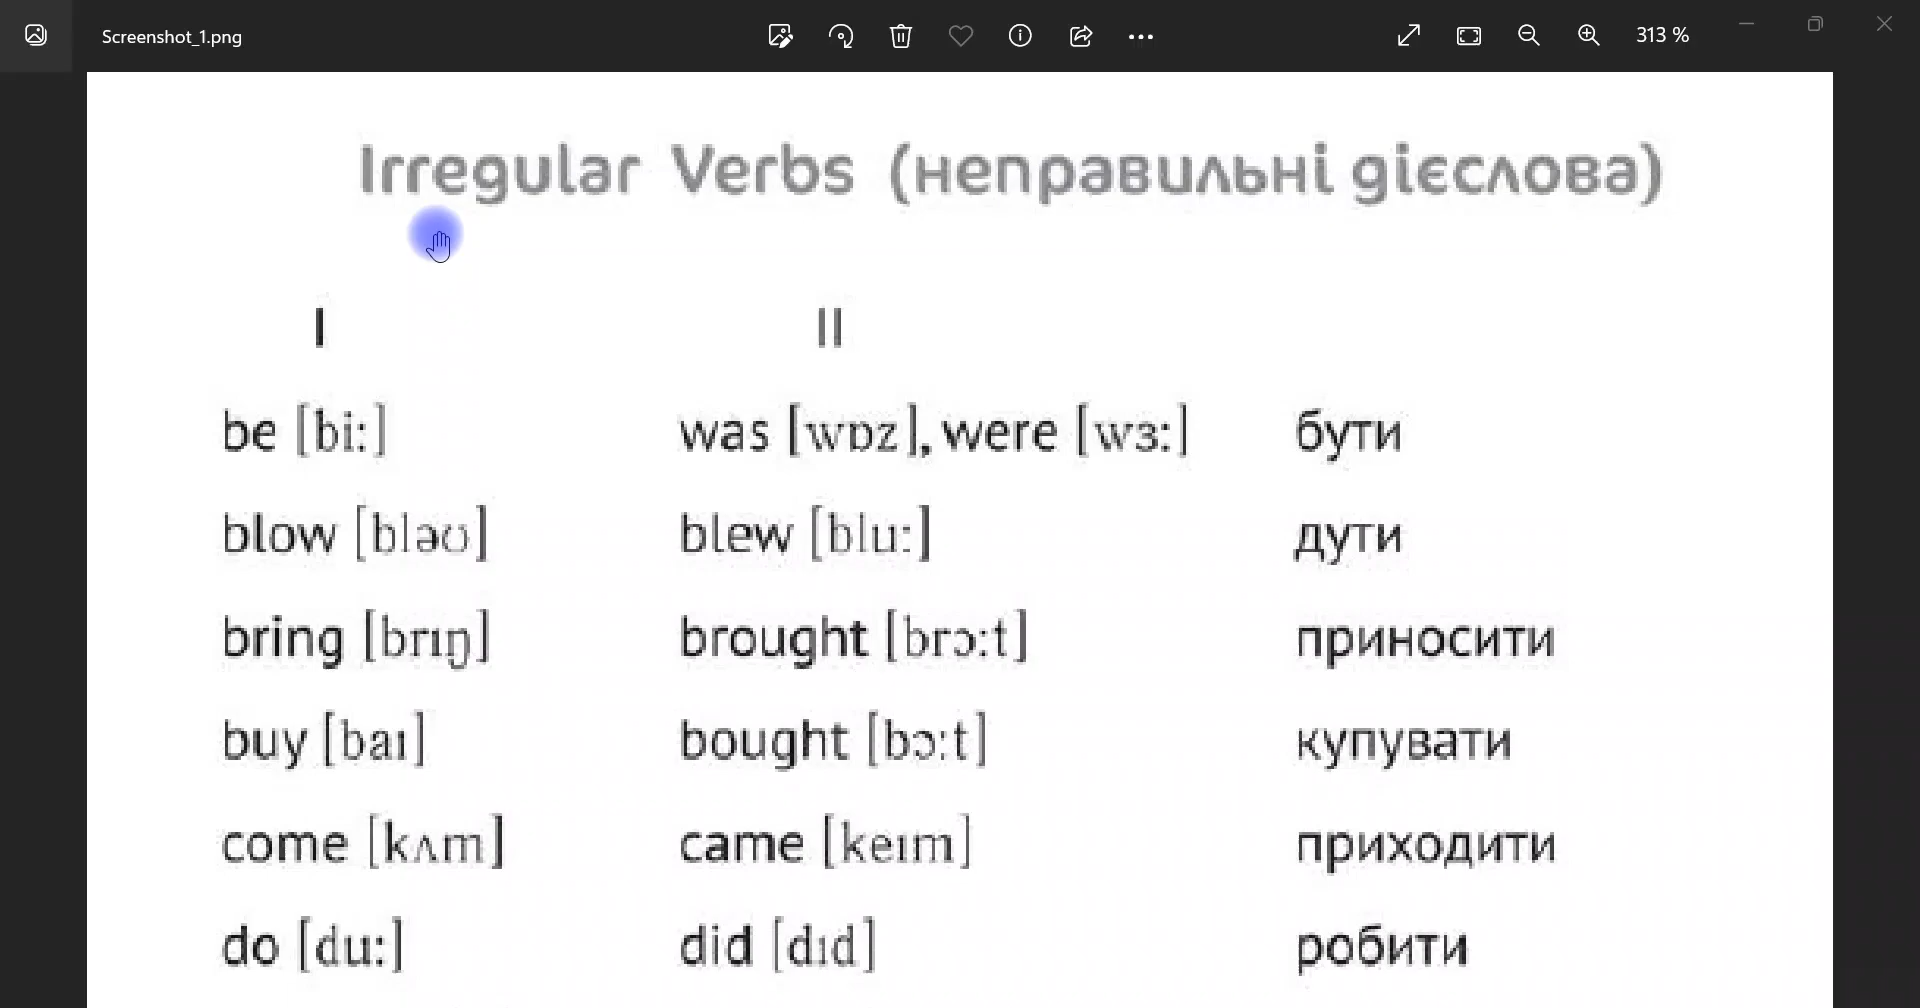 Screenshot_1.png
313 %
Irregular Verbs (неправильні дієслова)
I II
be [bi:] was [wɒz], were [wɜ:] бути
blow [bləʊ] blew [blu:] дути
bring [brɪŋ] brought [brɔ:t] приносити
buy [baɪ] bought [bɔ:t] купувати
come [kʌm] came [keɪm] приходити
do [du:] did [dɪd] робити